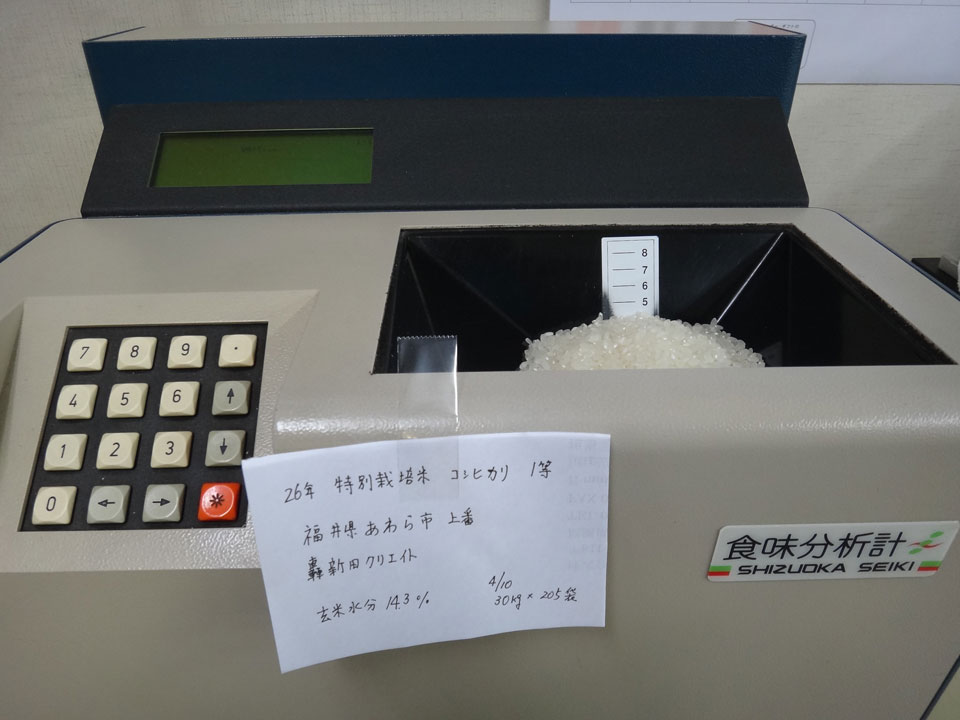 8
7
6
5
7 8 9 ·
4 5 6 ↑
1 2 3 ↓
0 ← → *
26年 特別栽培米 コシヒカリ 1等
福井県あわら市 上番
轟新田クリエイト
玄米水分 14.3%
4/10
30kg × 205袋
食味分析計
SHIZUOKA SEIKI